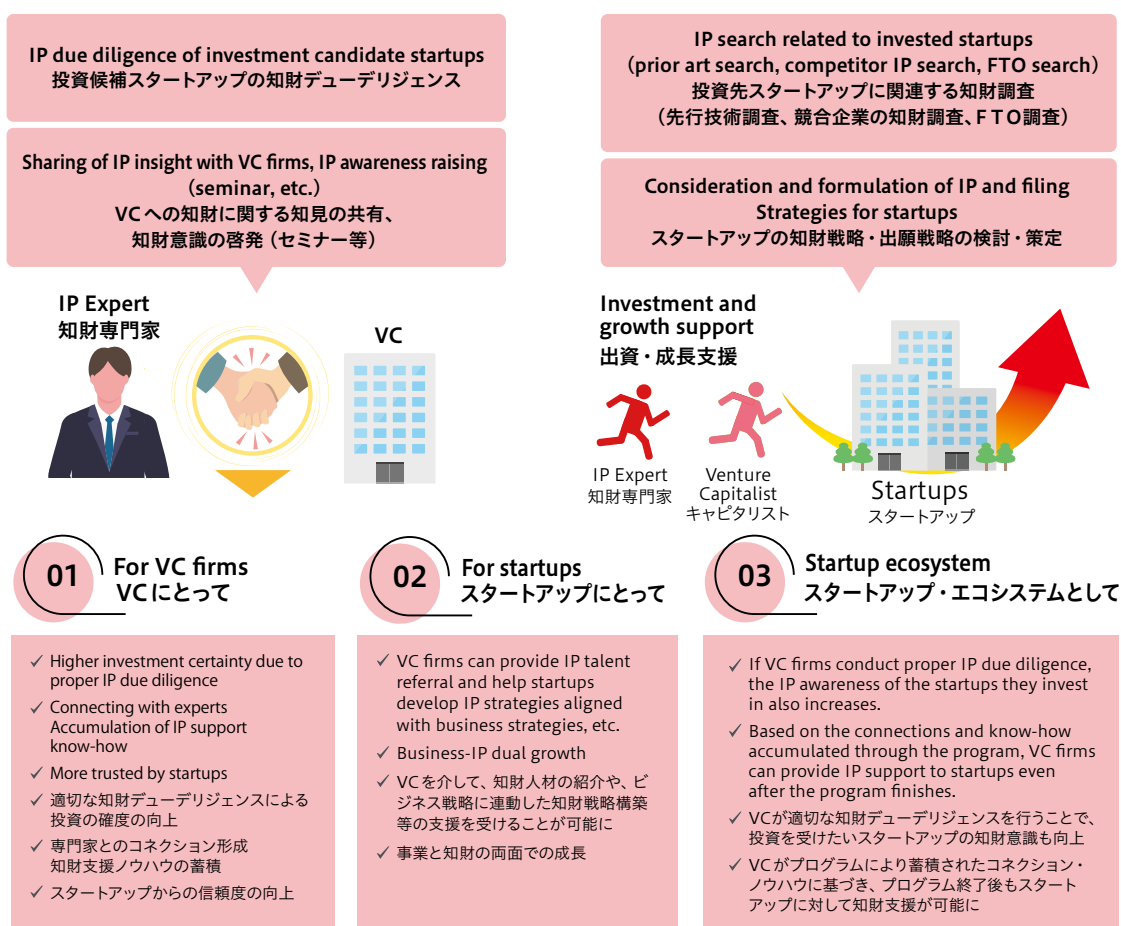 IP due diligence of investment candidate startups
投資候補スタートアップの知財デューデリジェンス
Sharing of IP insight with VC firms, IP awareness raising
（seminar, etc.）
VCへの知財に関する知見の共有、
知財意識の啓発（セミナー等）
IP search related to invested startups
（prior art search, competitor IP search, FTO search）
投資先スタートアップに関連する知財調査
（先行技術調査、競合企業の知財調査、FTO調査）
Consideration and formulation of IP and filing
Strategies for startups
スタートアップの知財戦略・出願戦略の検討・策定
IP Expert
知財専門家
VC
Investment and
growth support
出資・成長支援
IP Expert
知財専門家
Venture
Capitalist
キャピタリスト
Startups
スタートアップ
01
For VC firms
VCにとって
✓ Higher investment certainty due to
proper IP due diligence
✓ Connecting with experts
Accumulation of IP support
know-how
✓ More trusted by startups
✓ 適切な知財デューデリジェンスによる
投資の確度の向上
✓ 専門家とのコネクション形成
知財支援ノウハウの蓄積
✓ スタートアップからの信頼度の向上
02
For startups
スタートアップにとって
✓ VC firms can provide IP talent
referral and help startups
develop IP strategies aligned
with business strategies, etc.
✓ Business-IP dual growth
✓ VCを介して、知財人材の紹介や、ビ
ジネス戦略に連動した知財戦略構築
等の支援を受けることが可能に
✓ 事業と知財の両面での成長
03
Startup ecosystem
スタートアップ・エコシステムとして
✓ If VC firms conduct proper IP due diligence,
the IP awareness of the startups they invest
in also increases.
✓ Based on the connections and know-how
accumulated through the program, VC firms
can provide IP support to startups even
after the program finishes.
✓ VCが適切な知財デューデリジェンスを行うことで、
投資を受けたいスタートアップの知財意識も向上
✓ VCがプログラムにより蓄積されたコネクション・
ノウハウに基づき、プログラム終了後もスタート
アップに対して知財支援が可能に